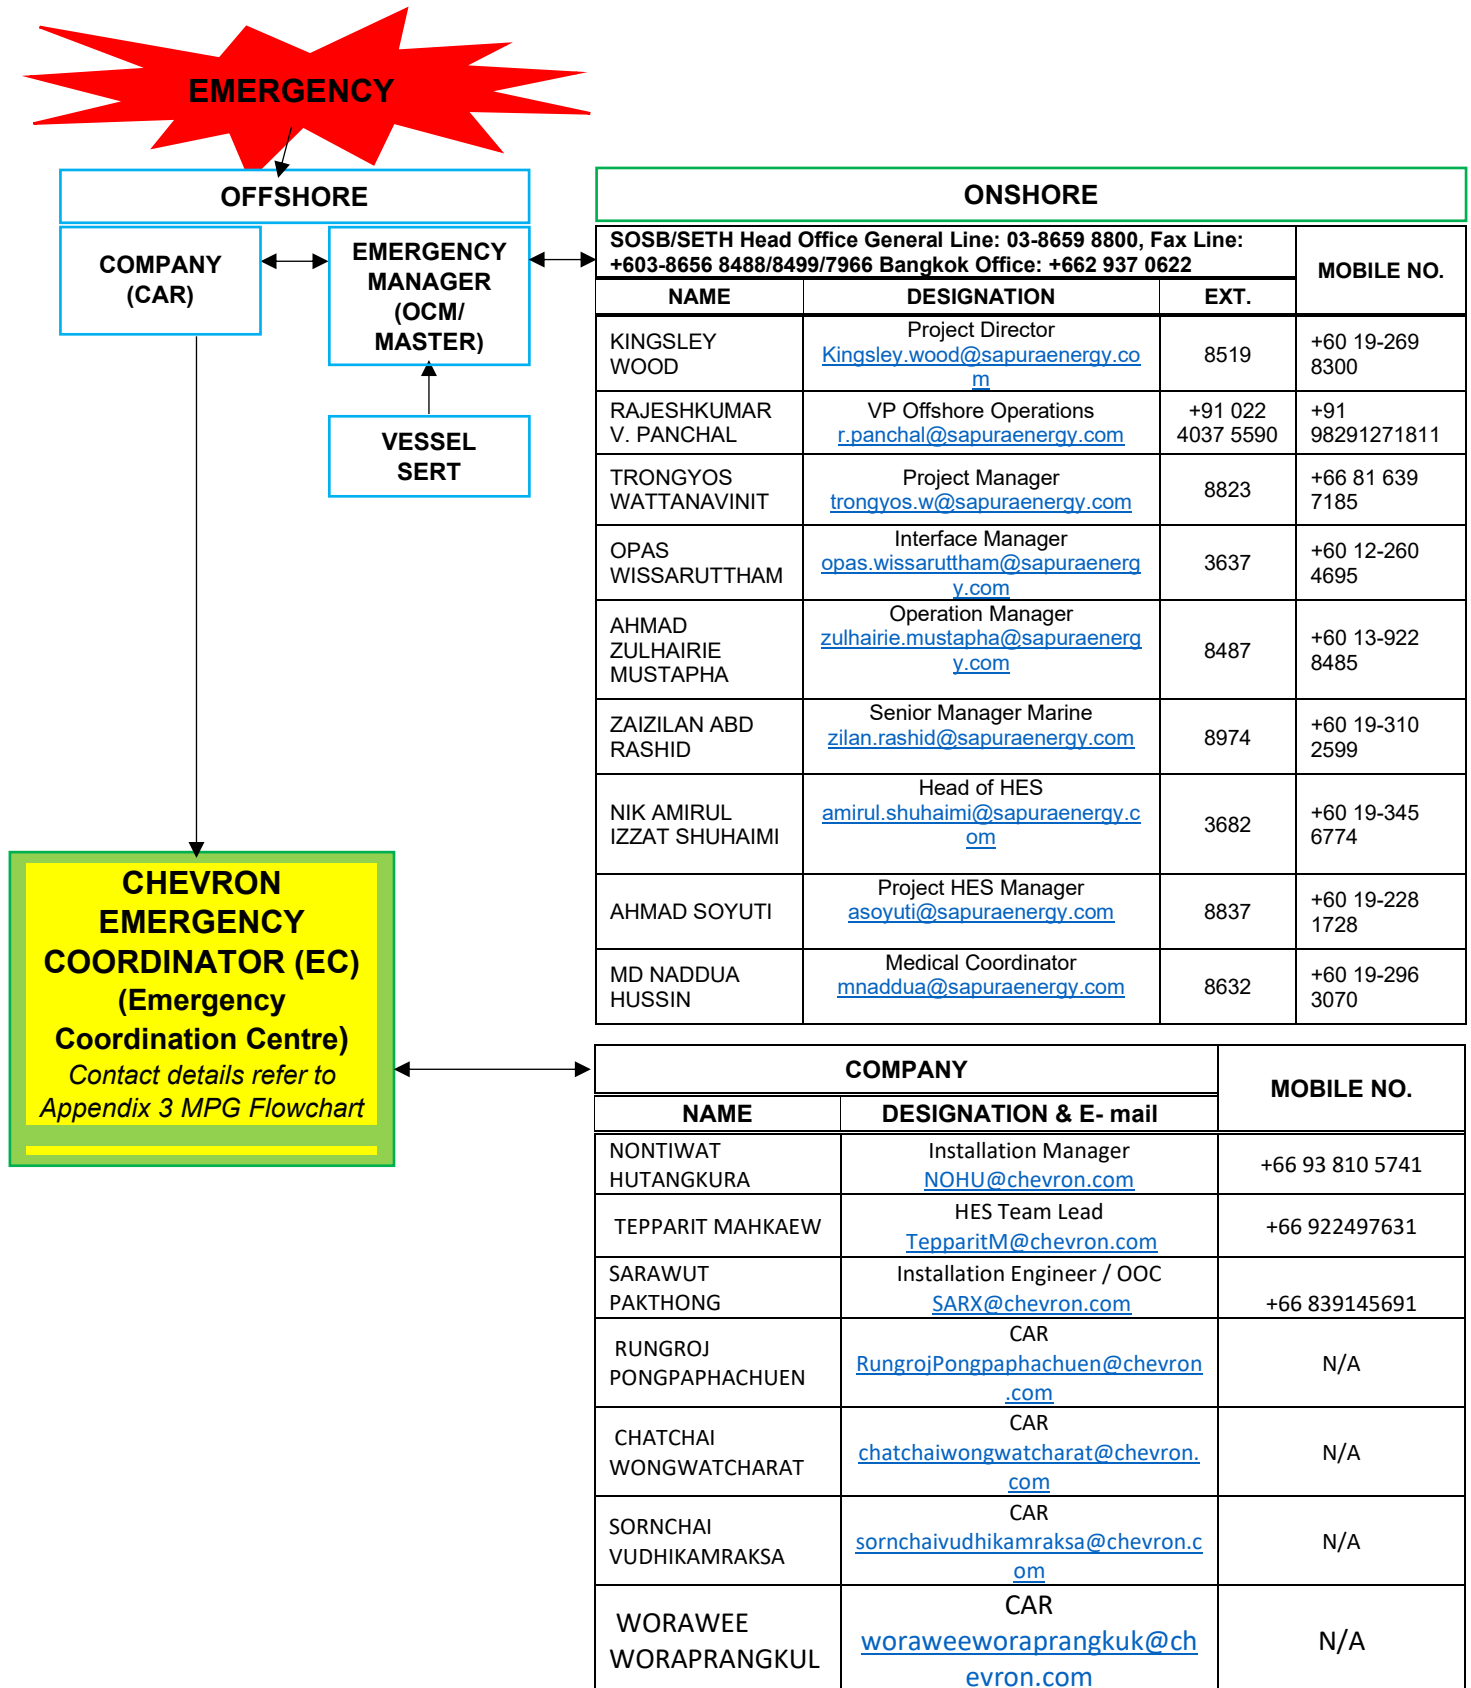 EMERGENCY
OFFSHORE
COMPANY
(CAR)
EMERGENCY
MANAGER
(OCM/
MASTER)
VESSEL
SERT
CHEVRON
EMERGENCY
COORDINATOR (EC)
(Emergency
Coordination Centre)
Contact details refer to
Appendix 3 MPG Flowchart
ONSHORE
SOSB/SETH Head Office General Line: 03-8659 8800, Fax Line:
+603-8656 8488/8499/7966 Bangkok Office: +662 937 0622
MOBILE NO.
NAME
DESIGNATION
EXT.
KINGSLEY
WOOD
Project Director
Kingsley.wood@sapuraenergy.co
m
8519
+60 19-269
8300
RAJESHKUMAR
V. PANCHAL
VP Offshore Operations
r.panchal@sapuraenergy.com
+91 022
4037 5590
+91
98291271811
TRONGYOS
WATTANAVINIT
Project Manager
trongyos.w@sapuraenergy.com
8823
+66 81 639
7185
OPAS
WISSARUTTHAM
Interface Manager
opas.wissaruttham@sapuraenerg
y.com
3637
+60 12-260
4695
AHMAD
ZULHAIRIE
MUSTAPHA
Operation Manager
zulhairie.mustapha@sapuraenerg
y.com
8487
+60 13-922
8485
ZAIZILAN ABD
RASHID
Senior Manager Marine
zilan.rashid@sapuraenergy.com
8974
+60 19-310
2599
NIK AMIRUL
IZZAT SHUHAIMI
Head of HES
amirul.shuhaimi@sapuraenergy.c
om
3682
+60 19-345
6774
AHMAD SOYUTI
Project HES Manager
asoyuti@sapuraenergy.com
8837
+60 19-228
1728
MD NADDUA
HUSSIN
Medical Coordinator
mnaddua@sapuraenergy.com
8632
+60 19-296
3070
COMPANY
MOBILE NO.
NAME
DESIGNATION & E- mail
NONTIWAT
HUTANGKURA
Installation Manager
NOHU@chevron.com
+66 93 810 5741
TEPPARIT MAHKAEW
HES Team Lead
TepparitM@chevron.com
+66 922497631
SARAWUT
PAKTHONG
Installation Engineer / OOC
SARX@chevron.com
+66 839145691
RUNGROJ
PONGPAPHACHUEN
CAR
RungrojPongpaphachuen@chevron
.com
N/A
CHATCHAI
WONGWATCHARAT
CAR
chatchaiwongwatcharat@chevron.
com
N/A
SORNCHAI
VUDHIKAMRAKSA
CAR
sornchaivudhikamraksa@chevron.c
om
N/A
WORAWEE
WORAPRANGKUL
CAR
woraweeworaprangkuk@ch
evron.com
N/A